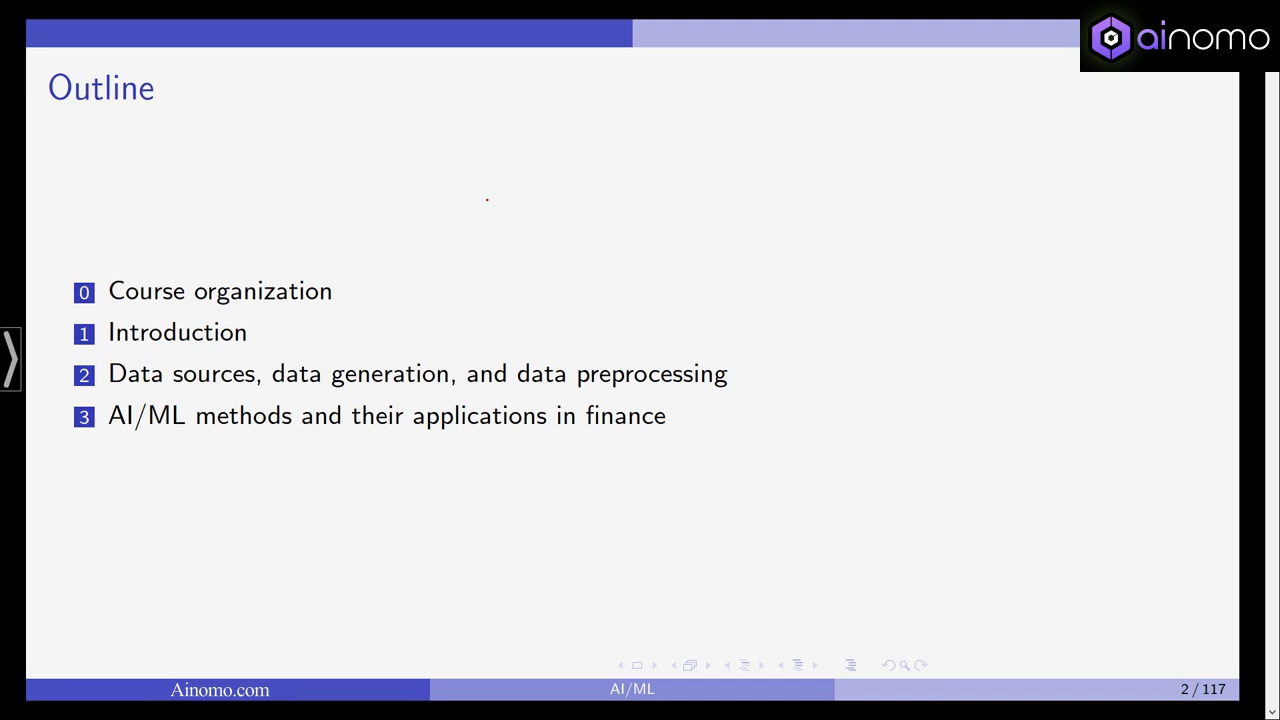 ainomo
Outline
0 Course organization
1 Introduction
2 Data sources, data generation, and data preprocessing
3 AI/ML methods and their applications in finance
Ainomo.com
AI/ML
2 / 117